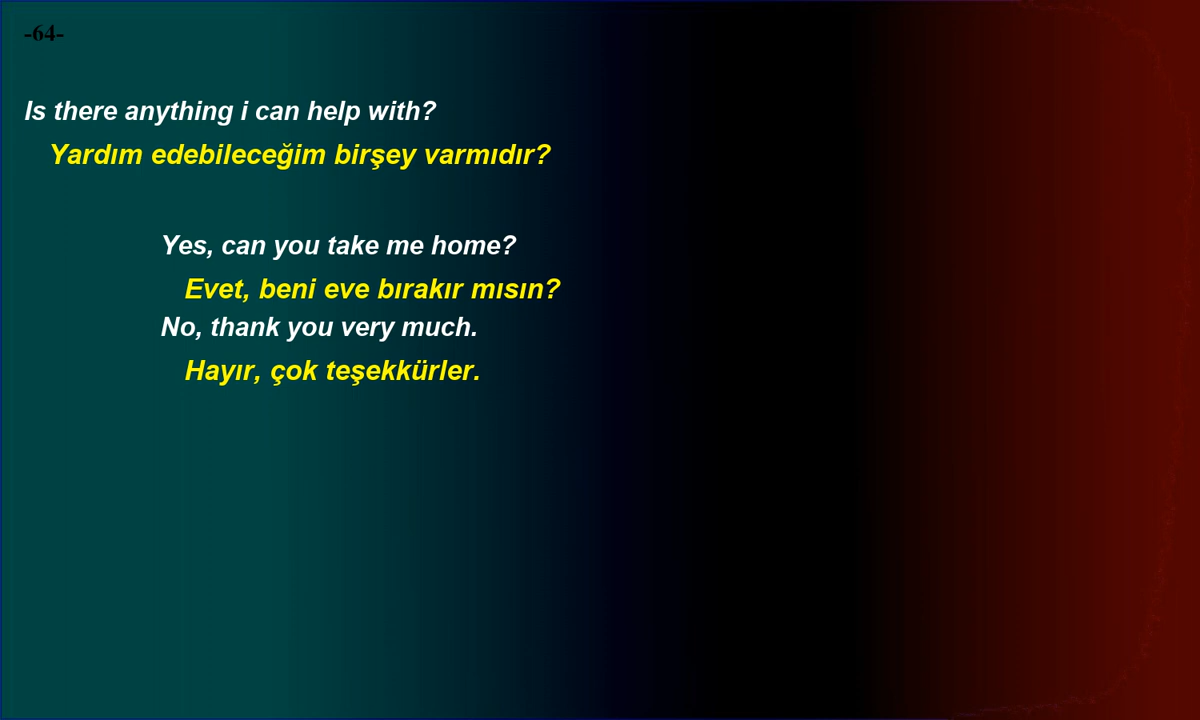 -64-
Is there anything i can help with?
Yardım edebileceğim birşey varmıdır?
Yes, can you take me home?
Evet, beni eve bırakır mısın?
No, thank you very much.
Hayır, çok teşekkürler.